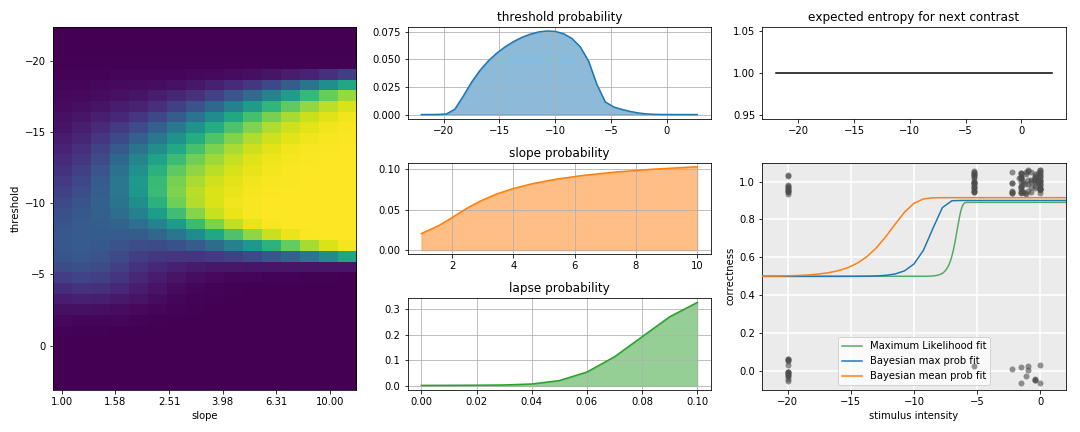 threshold
−20
−15
−10
−5
0
1.00 1.58 2.51 3.98 6.31 10.00
slope
threshold probability
0.075
0.050
0.025
0.000
−20 −15 −10 −5 0
slope probability
0.10
0.05
0.00
2 4 6 8 10
lapse probability
0.3
0.2
0.1
0.0
0.00 0.02 0.04 0.06 0.08 0.10
expected entropy for next contrast
1.05
1.00
0.95
−20 −15 −10 −5 0
correctness
1.0
0.8
0.6
0.4
0.2
0.0
Maximum Likelihood fit
Bayesian max prob fit
Bayesian mean prob fit
−20 −15 −10 −5 0
stimulus intensity